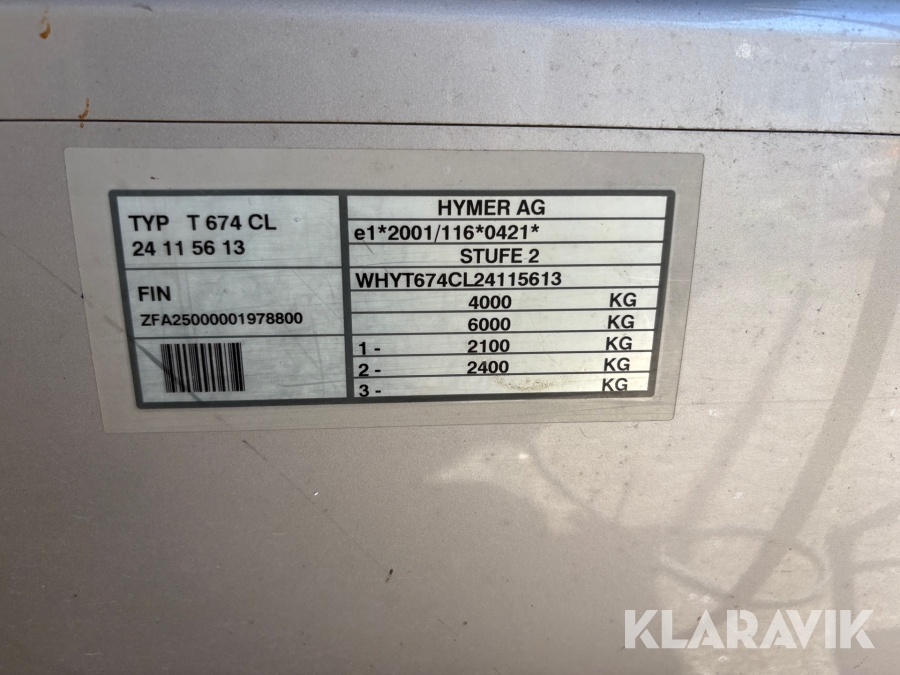 TYP T 674 CL
24 11 56 13
FIN
ZFA25000001978800
HYMER AG
e1*2001/116*0421*
STUFE 2
WHYT674CL24115613
4000 KG
6000 KG
1 - 2100 KG
2 - 2400 KG
3 - KG
KLARAVIK